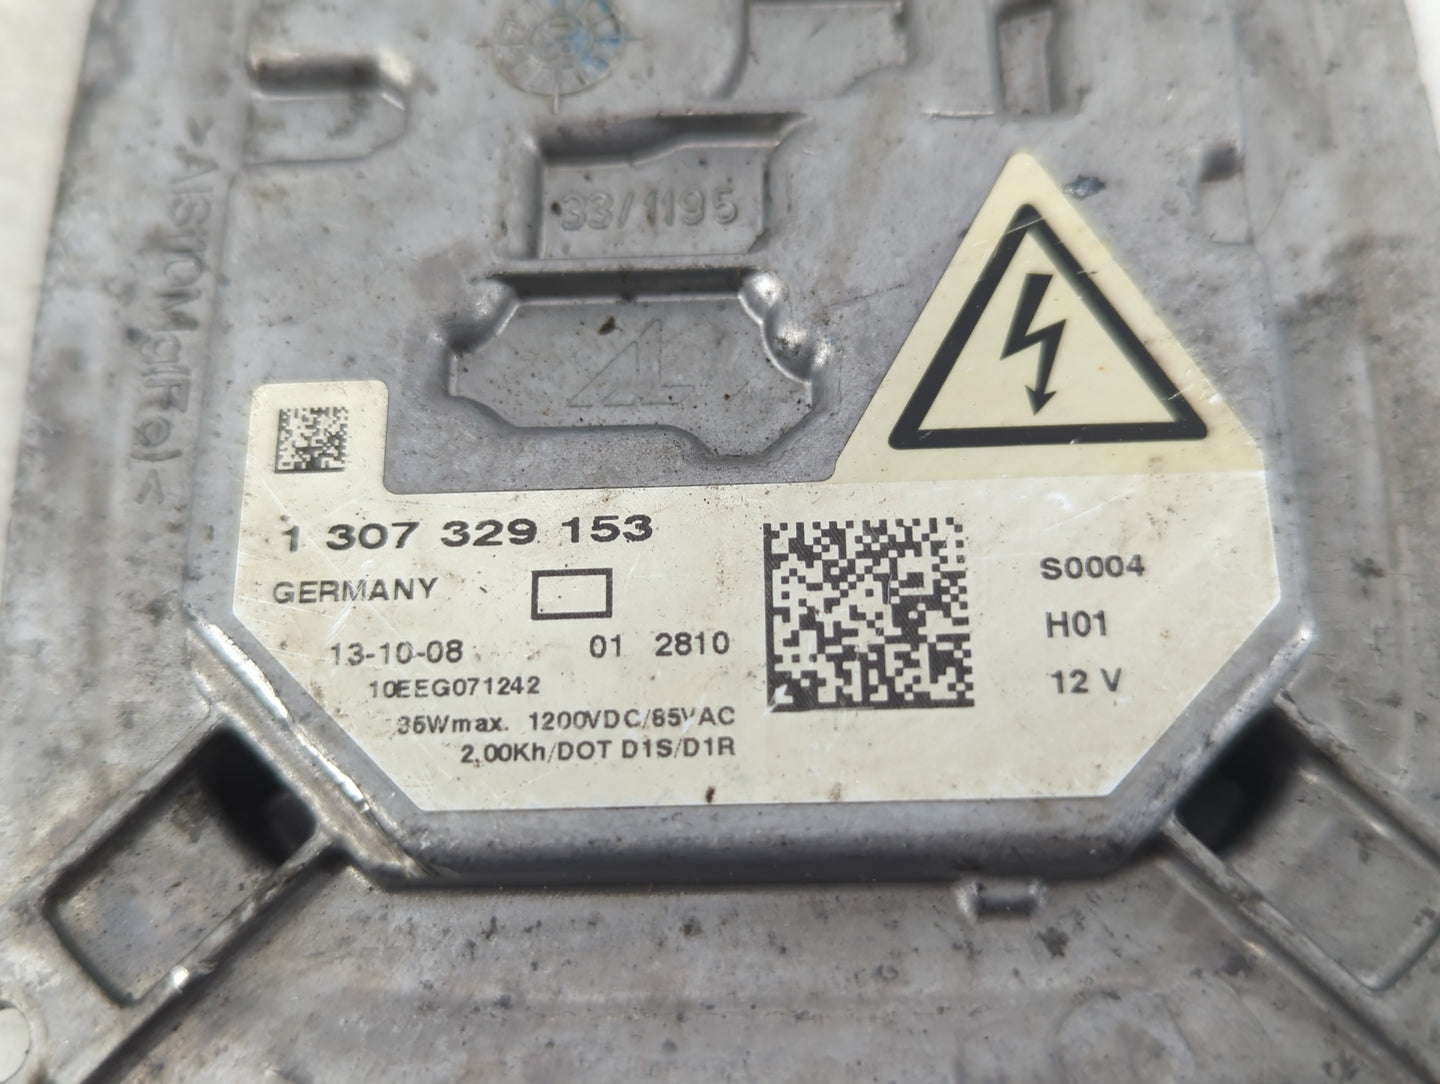 33/1195
1 307 329 153
GERMANY
13-10-08 01 2810
10EEG071242
35Wmax. 1200VDC/85VAC
2,00Kh/DOT D1S/D1R
S0004
H01
12 V